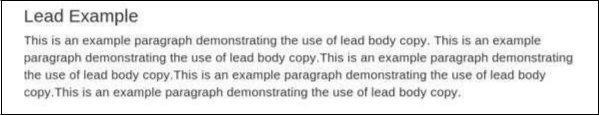 Lead Example
This is an example paragraph demonstrating the use of lead body copy. This is an example
paragraph demonstrating the use of lead body copy.This is an example paragraph demonstrating
the use of lead body copy.This is an example paragraph demonstrating the use of lead body
copy.This is an example paragraph demonstrating the use of lead body copy.